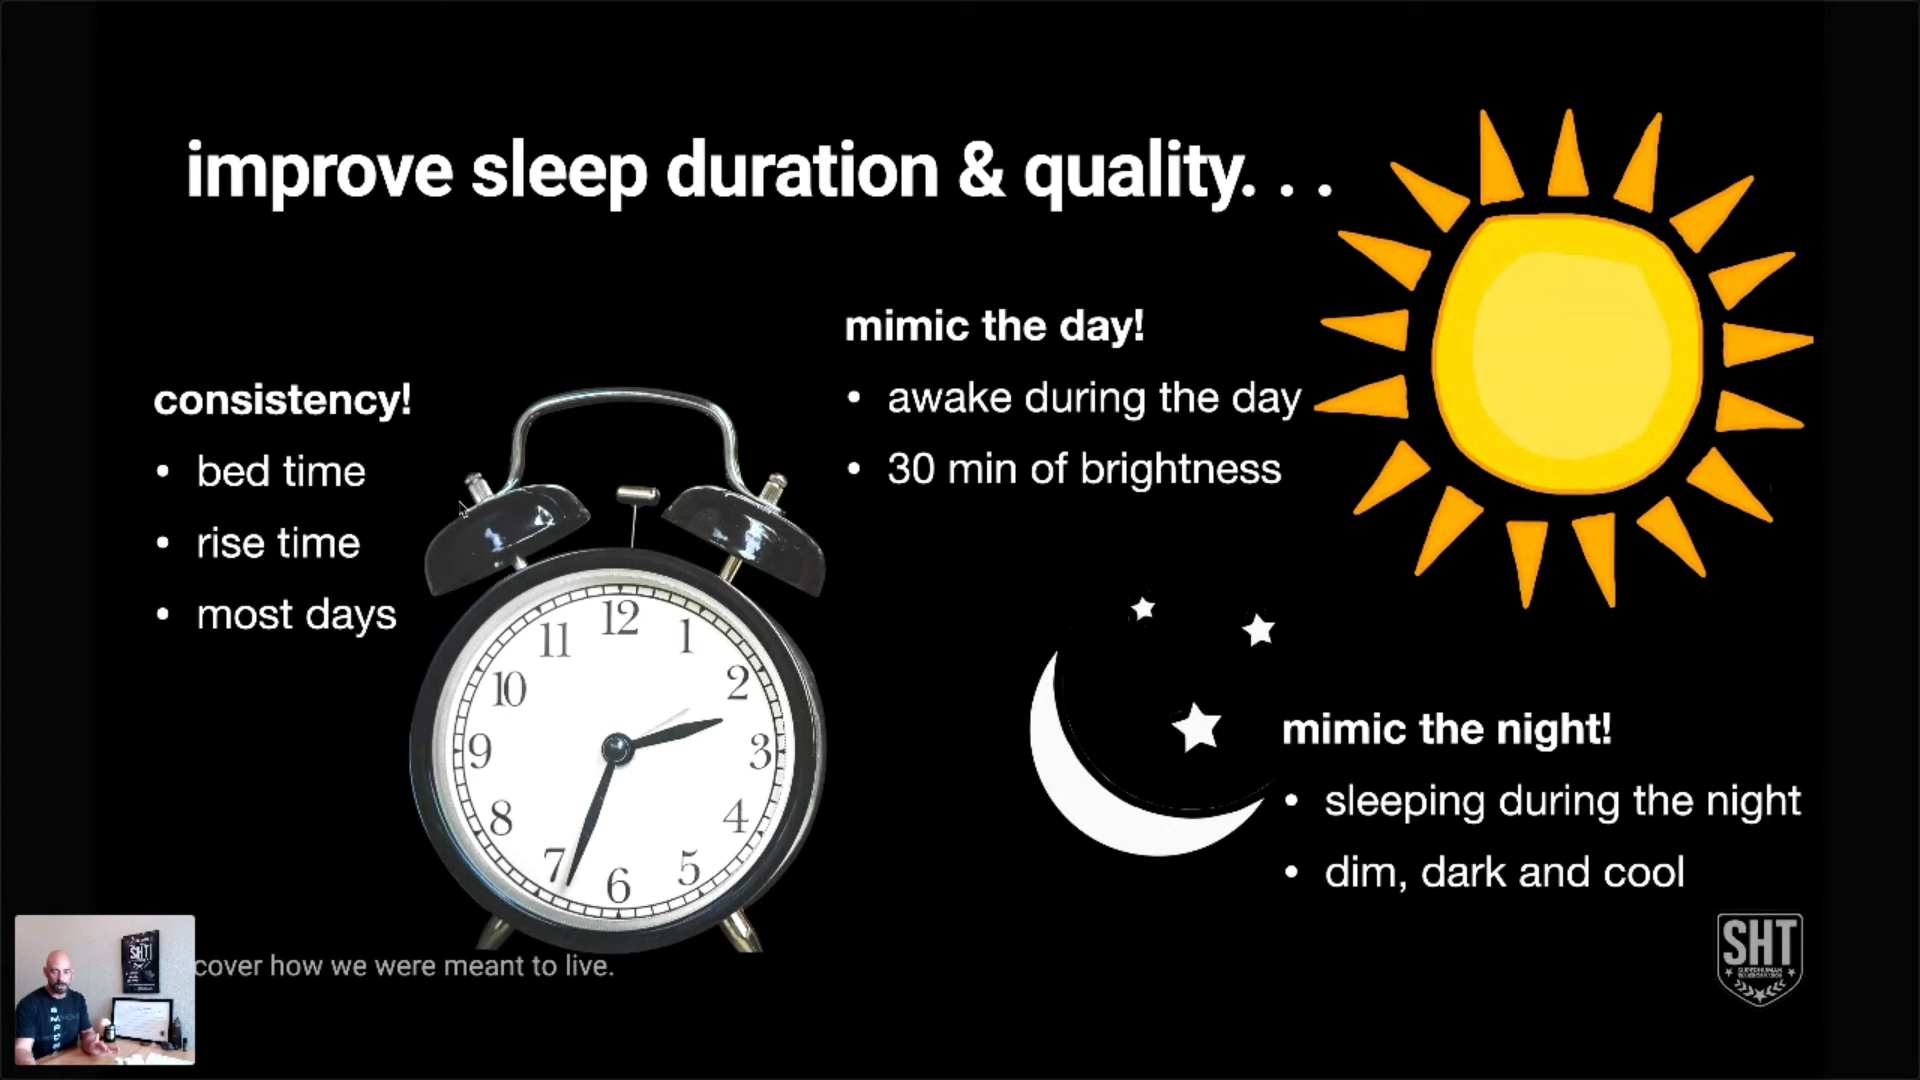 improve sleep duration & quality. . .
consistency!
• bed time
• rise time
• most days
mimic the day!
• awake during the day
• 30 min of brightness
12
1
2
3
4
5
6
7
8
9
10
11
mimic the night!
• sleeping during the night
• dim, dark and cool
cover how we were meant to live.
SHT
SUPERHUMAN
SHT